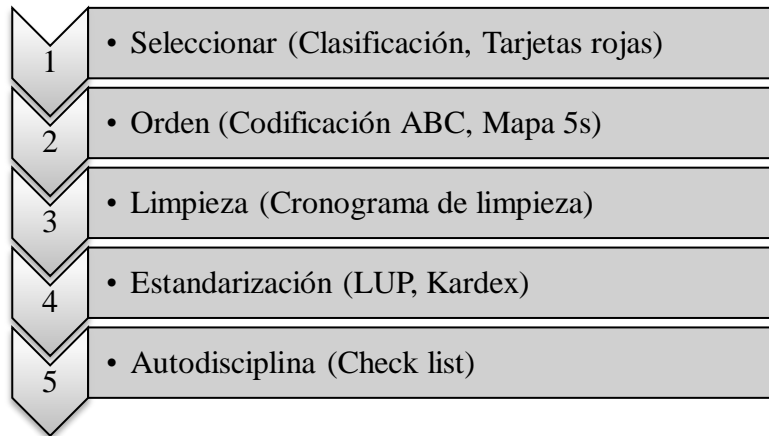 1
• Seleccionar (Clasificación, Tarjetas rojas)
2
• Orden (Codificación ABC, Mapa 5s)
3
• Limpieza (Cronograma de limpieza)
4
• Estandarización (LUP, Kardex)
5
• Autodisciplina (Check list)